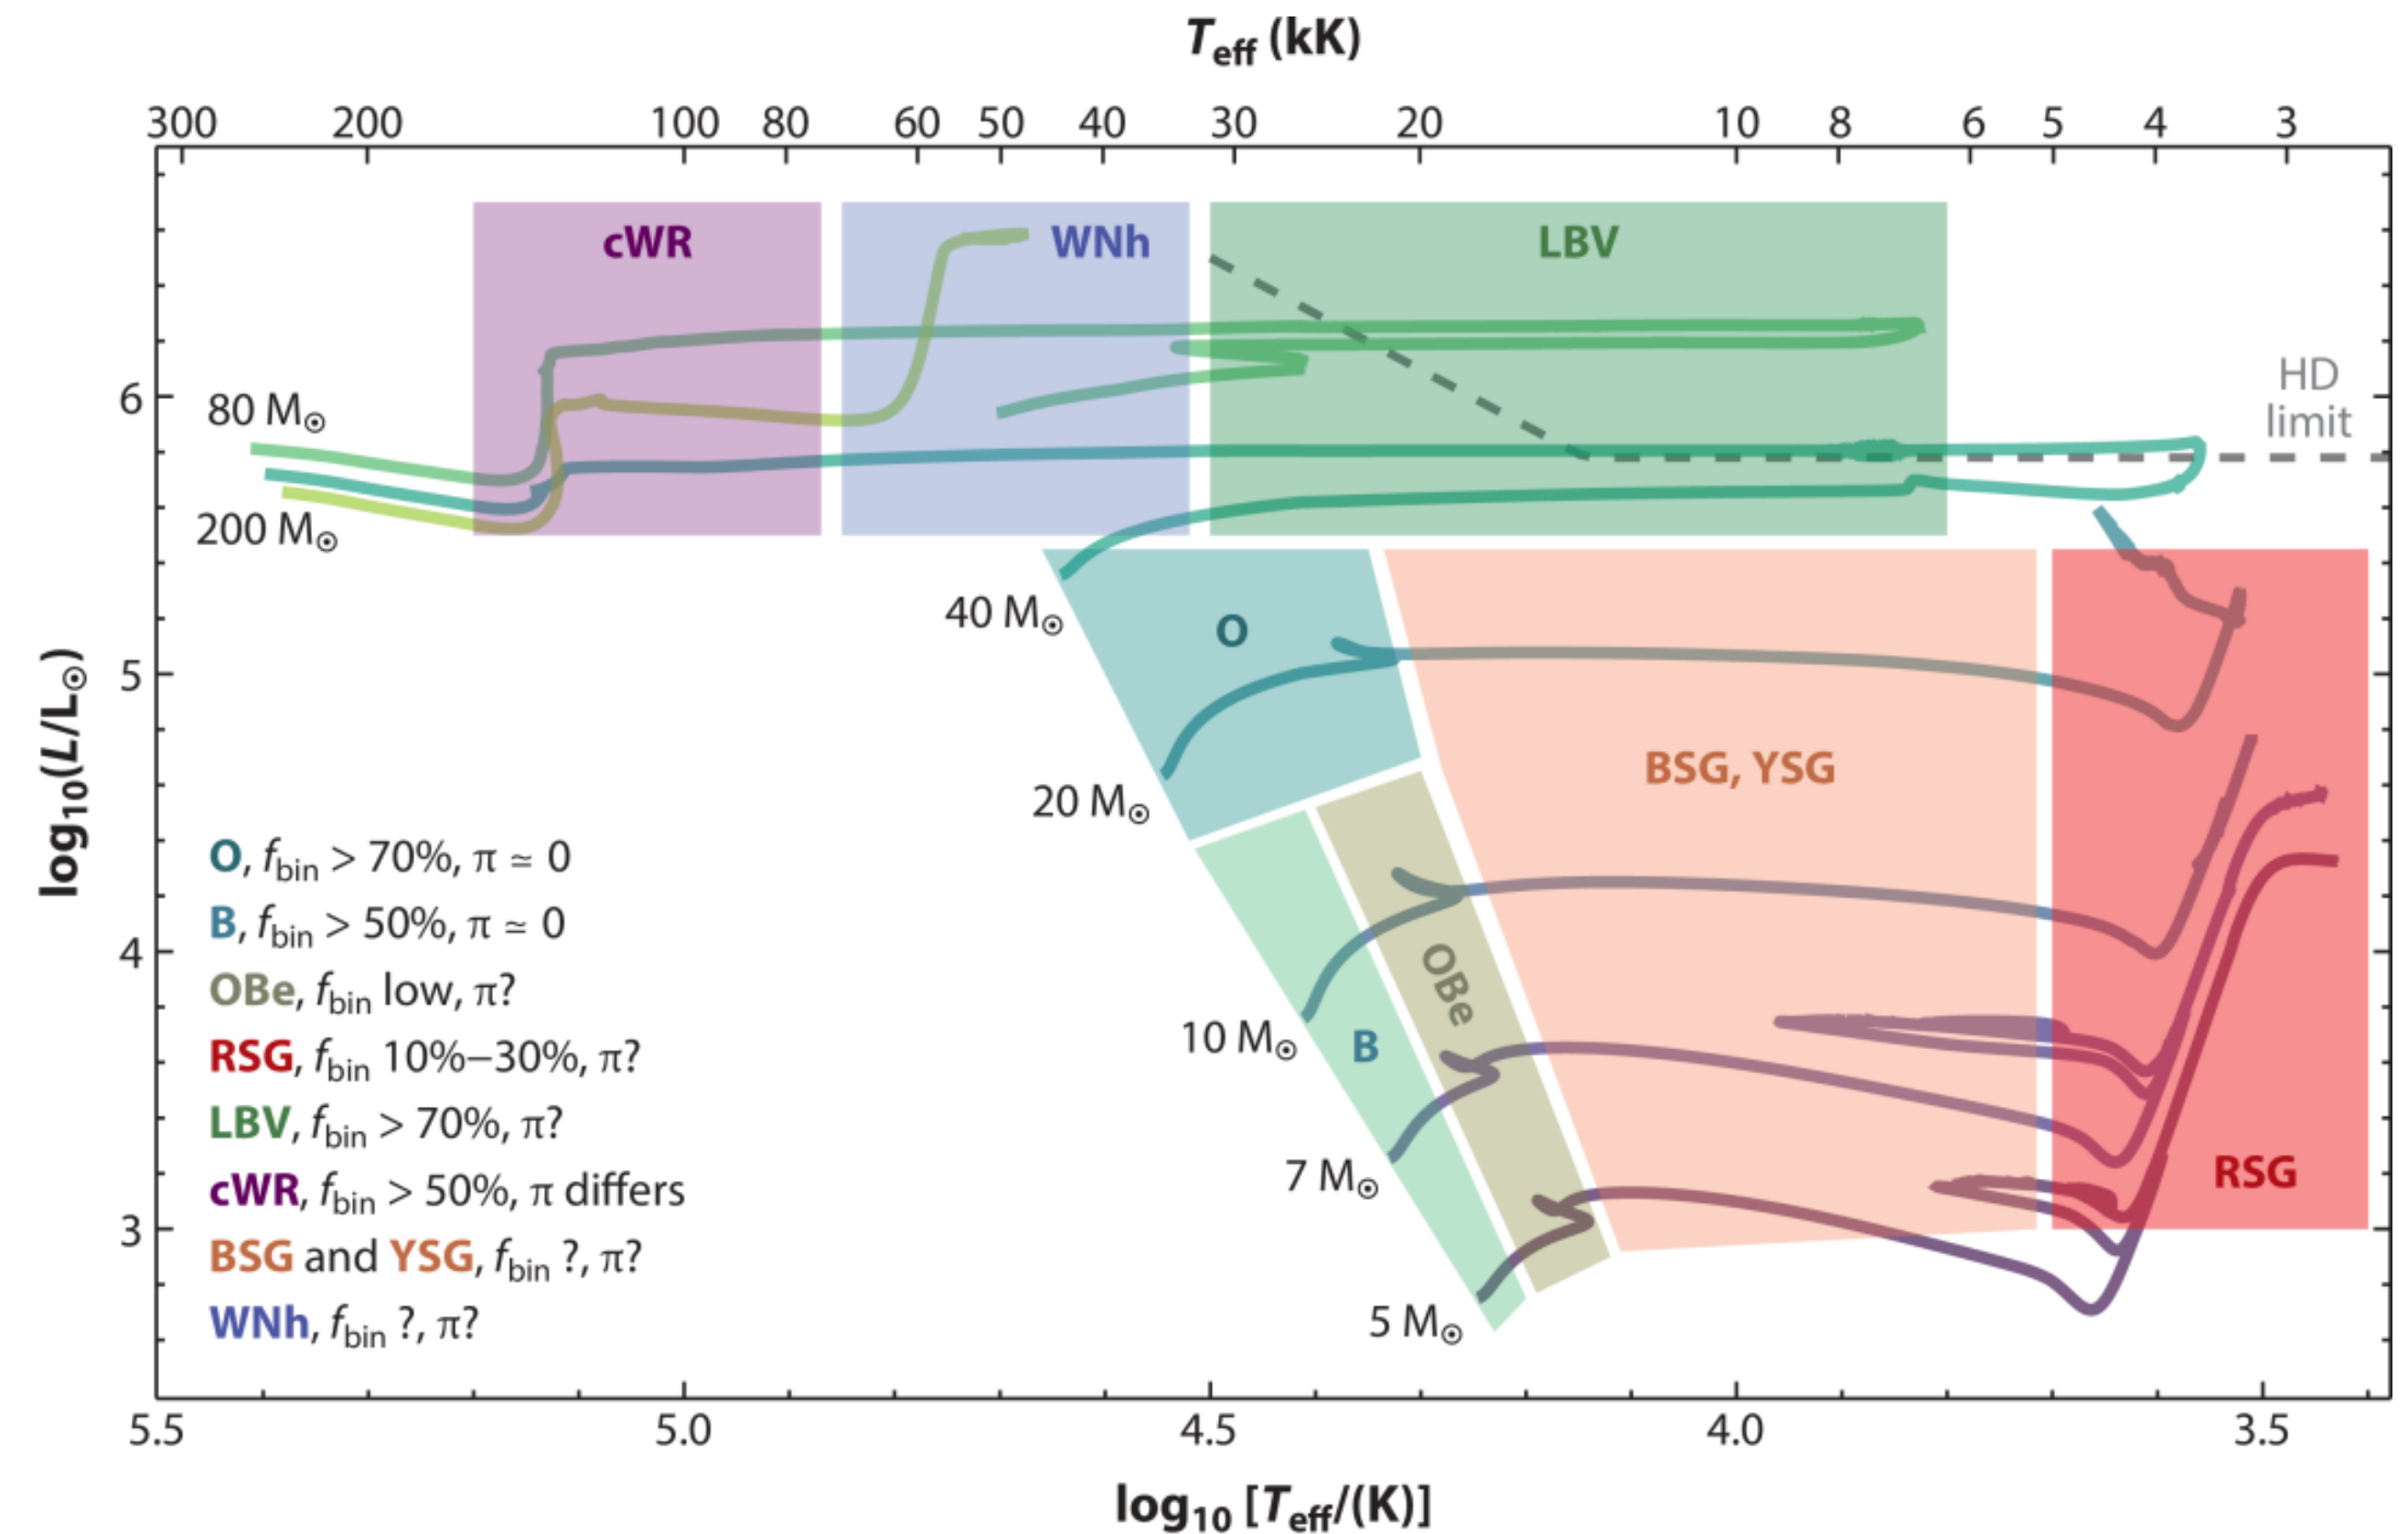 T_eff (kK)
300 200 100 80 60 50 40 30 20 10 8 6 5 4 3
cWR WNh LBV
HD
limit
6
80 M☉
200 M☉
40 M☉
O
5
log₁₀(L/L☉)
BSG, YSG
20 M☉
O, f_bin > 70%, π ≃ 0
B, f_bin > 50%, π ≃ 0
4
OBe
OBe, f_bin low, π?
10 M☉
B
RSG, f_bin 10%–30%, π?
LBV, f_bin > 70%, π?
7 M☉
RSG
cWR, f_bin > 50%, π differs
3
BSG and YSG, f_bin ?, π?
WNh, f_bin ?, π?
5 M☉
5.5 5.0 4.5 4.0 3.5
log₁₀ [T_eff/(K)]